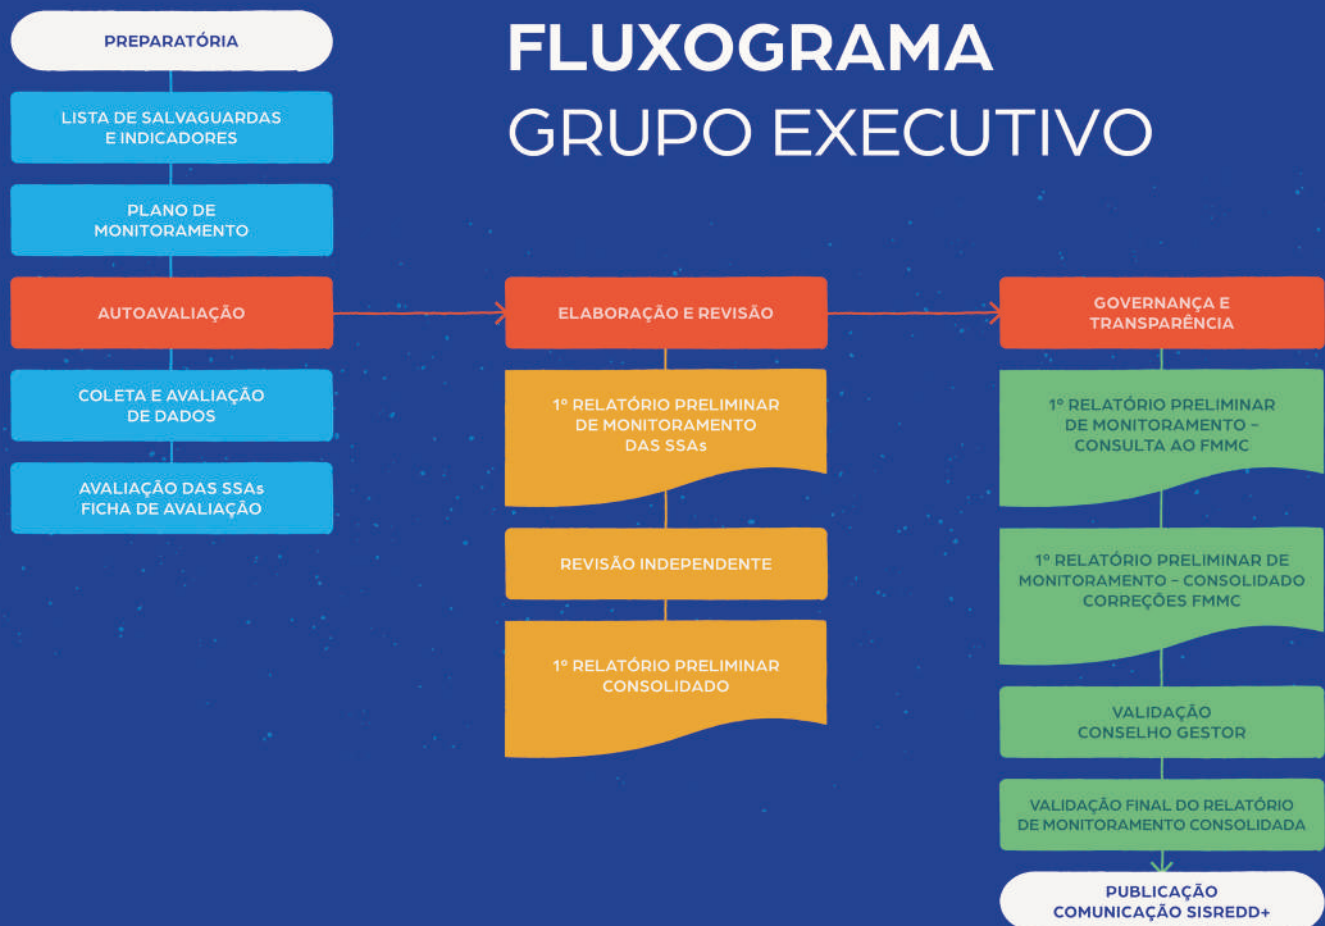 FLUXOGRAMA
GRUPO EXECUTIVO
PREPARATÓRIA
LISTA DE SALVAGUARDAS
E INDICADORES
PLANO DE
MONITORAMENTO
AUTOAVALIAÇÃO
COLETA E AVALIAÇÃO
DE DADOS
AVALIAÇÃO DAS SSAs
FICHA DE AVALIAÇÃO
ELABORAÇÃO E REVISÃO
1º RELATÓRIO PRELIMINAR
DE MONITORAMENTO
DAS SSAs
REVISÃO INDEPENDENTE
1º RELATÓRIO PRELIMINAR
CONSOLIDADO
GOVERNANÇA E
TRANSPARÊNCIA
1º RELATÓRIO PRELIMINAR
DE MONITORAMENTO –
CONSULTA AO FMMC
1º RELATÓRIO PRELIMINAR DE
MONITORAMENTO – CONSOLIDADO
CORREÇÕES FMMC
VALIDAÇÃO
CONSELHO GESTOR
VALIDAÇÃO FINAL DO RELATÓRIO
DE MONITORAMENTO CONSOLIDADA
PUBLICAÇÃO
COMUNICAÇÃO SISREDD+